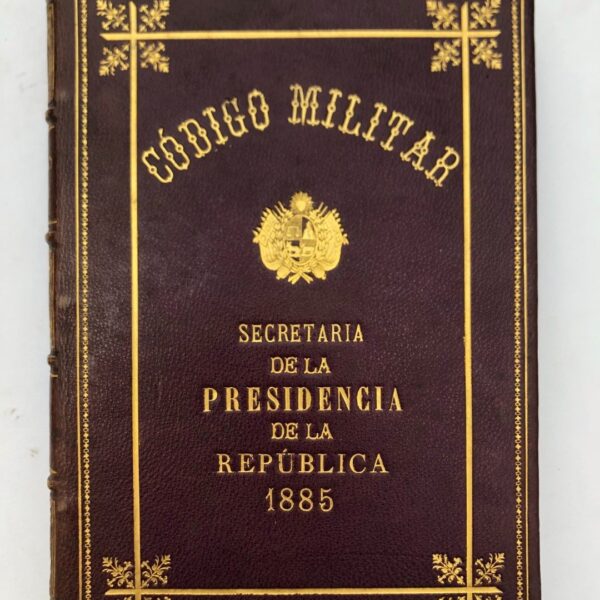 CÓDIGO MILITAR
SECRETARIA
DE LA
PRESIDENCIA
DE LA
REPÚBLICA
1885